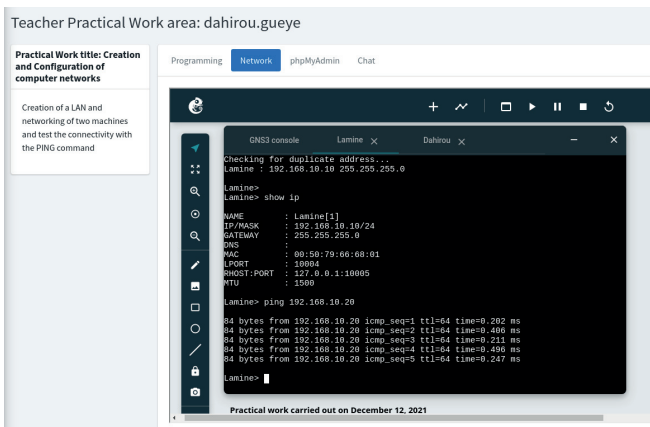 Teacher Practical Work area: dahirou.gueye
Practical Work title: Creation
and Configuration of
computer networks
Creation of a LAN and
networking of two machines
and test the connectivity with
the PING command
Programming Network phpMyAdmin Chat
GNS3 console Lamine Dahirou
Checking for duplicate address...
Lamine : 192.168.10.10 255.255.255.0
Lamine>
Lamine> show ip
NAME : Lamine[1]
IP/MASK : 192.168.10.10/24
GATEWAY : 255.255.255.0
DNS :
MAC : 00:50:79:66:68:01
LPORT : 10004
RHOST:PORT : 127.0.0.1:10005
MTU : 1500
Lamine> ping 192.168.10.20
84 bytes from 192.168.10.20 icmp_seq=1 ttl=64 time=0.202 ms
84 bytes from 192.168.10.20 icmp_seq=2 ttl=64 time=0.406 ms
84 bytes from 192.168.10.20 icmp_seq=3 ttl=64 time=0.211 ms
84 bytes from 192.168.10.20 icmp_seq=4 ttl=64 time=0.496 ms
84 bytes from 192.168.10.20 icmp_seq=5 ttl=64 time=0.247 ms
Lamine>
Practical work carried out on December 12, 2021